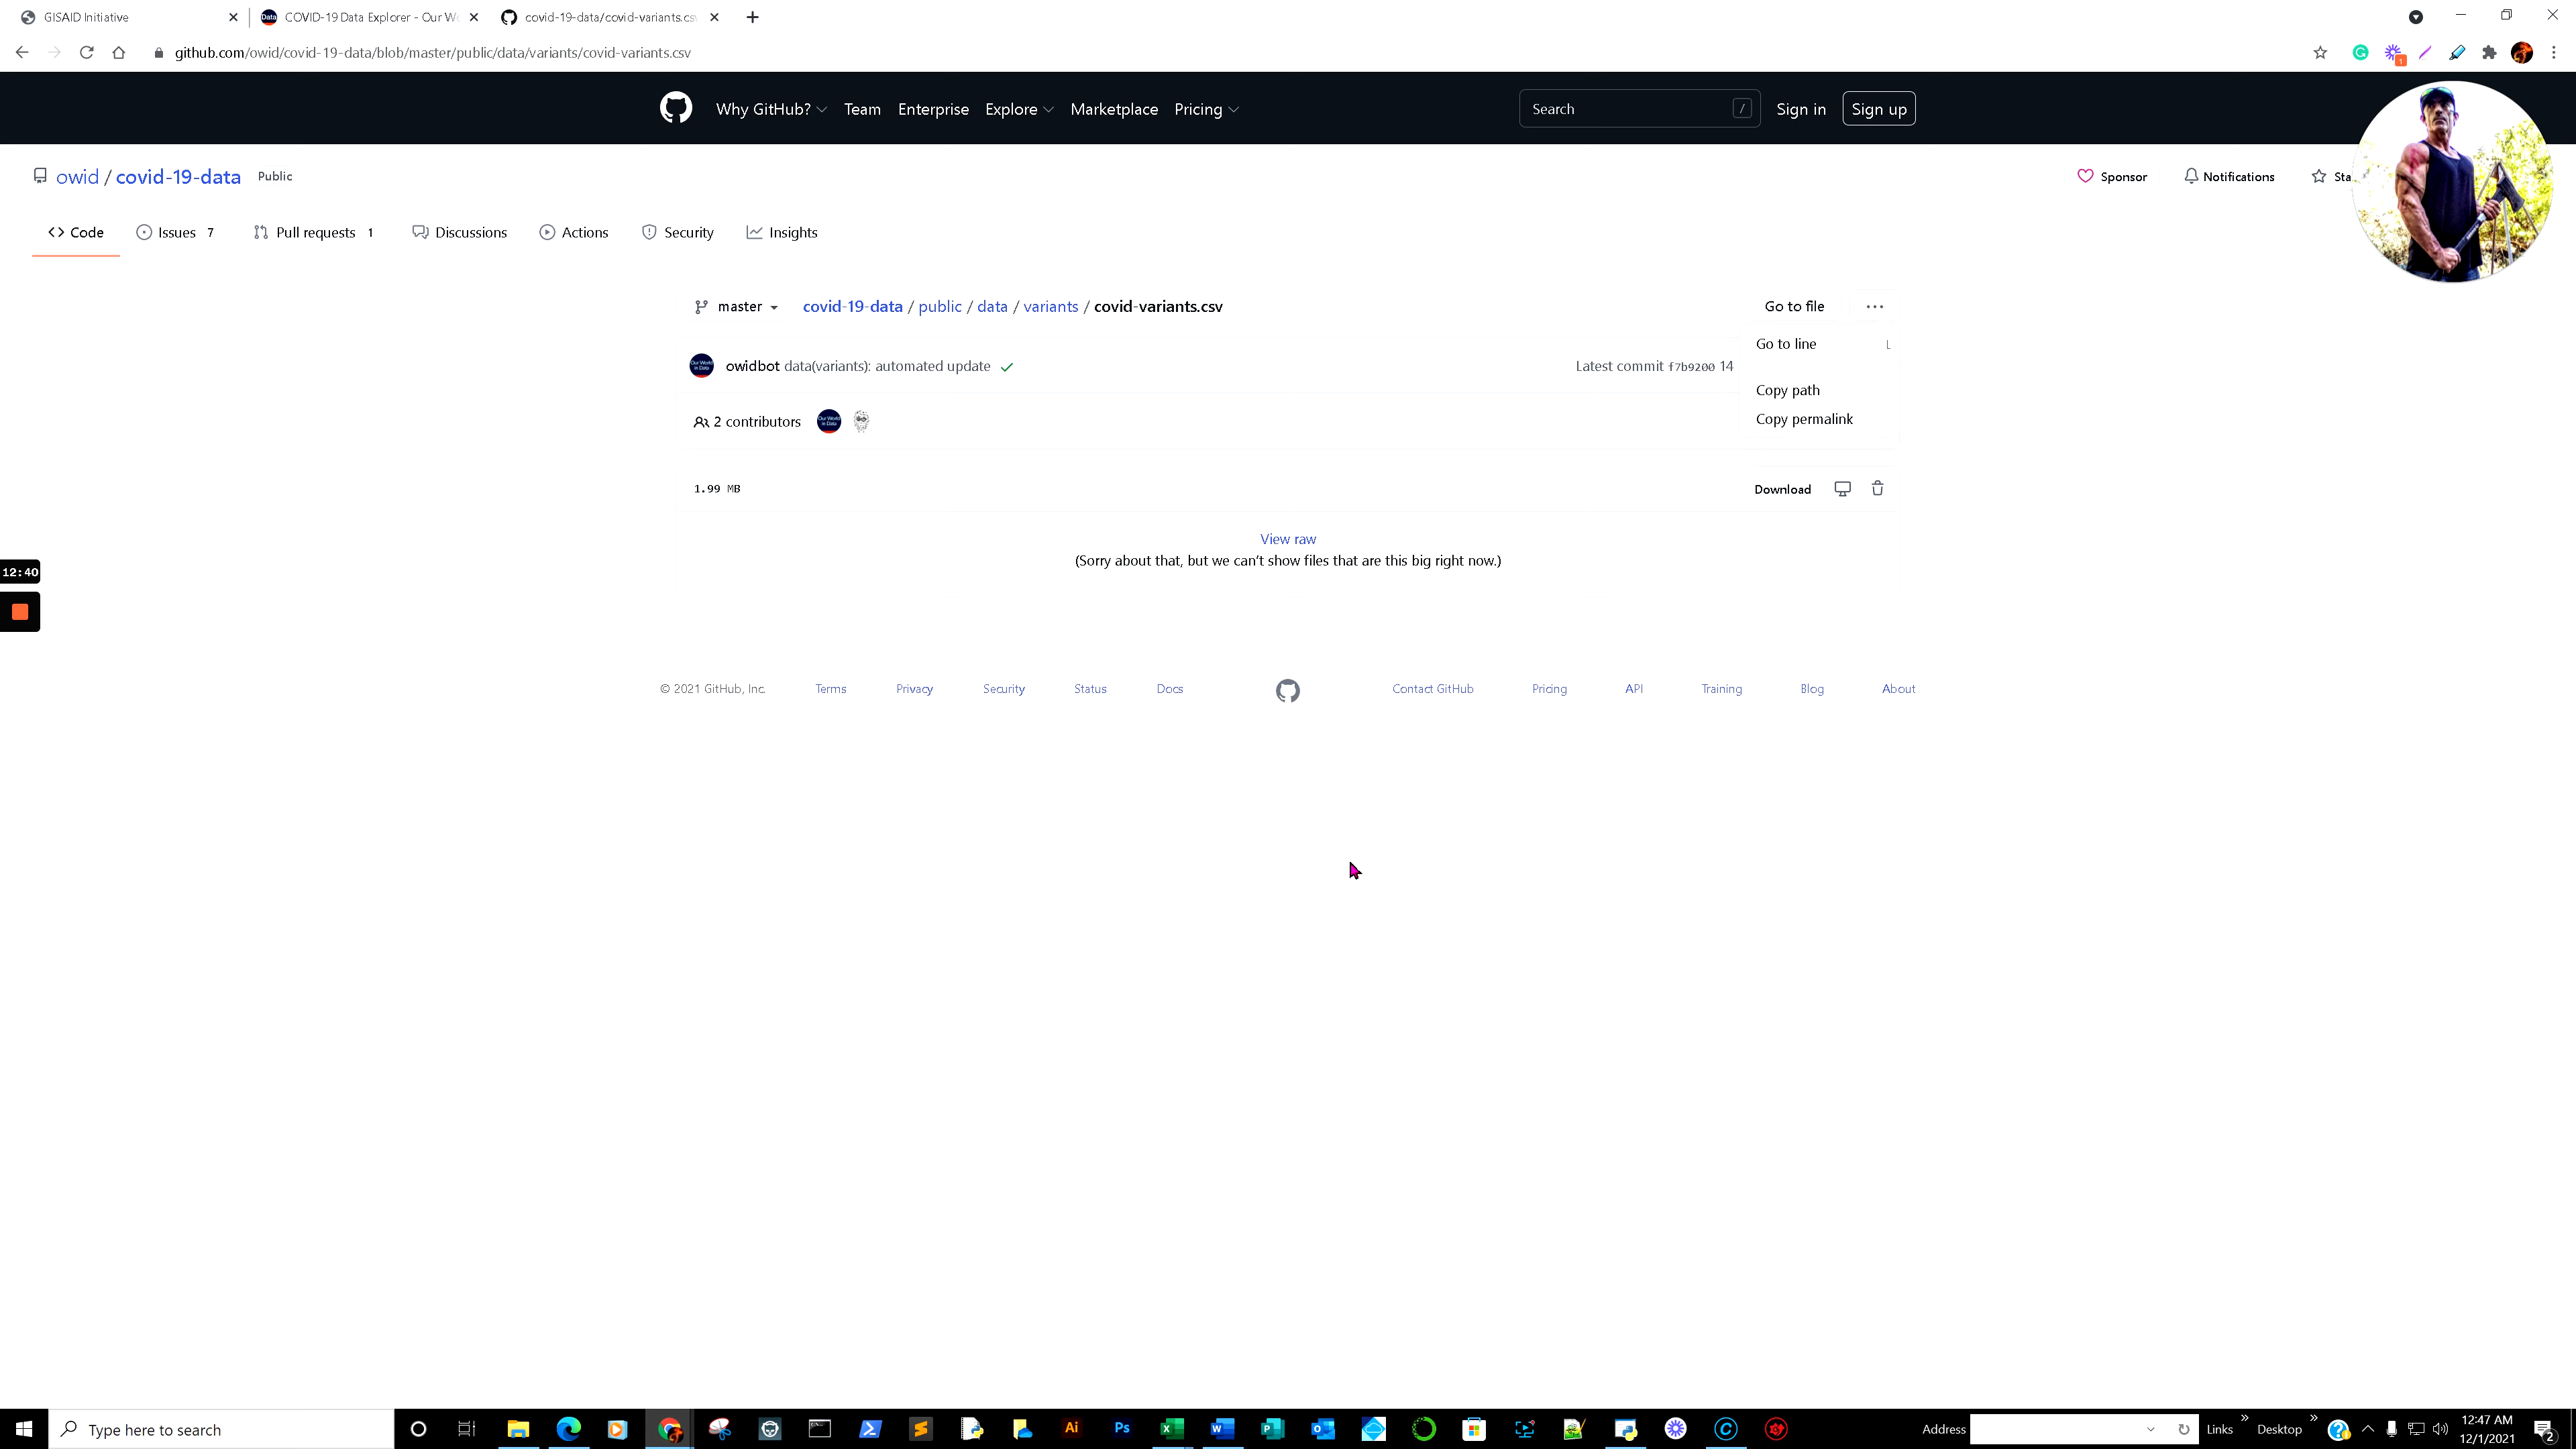 GISAID Initiative
COVID-19 Data Explorer - Our Wo
covid-19-data/covid-variants.csv
github.com/owid/covid-19-data/blob/master/public/data/variants/covid-variants.csv
1
Why GitHub? Team Enterprise Explore Marketplace Pricing
Search / Sign in Sign up
owid / covid-19-data Public
Sponsor Notifications Sta
Code Issues 7 Pull requests 1 Discussions Actions Security Insights
master covid-19-data / public / data / variants / covid-variants.csv Go to file ...
Go to line L
owidbot data(variants): automated update Latest commit f7b9200 14
Copy path
2 contributors
Copy permalink
1.99 MB Download
View raw
(Sorry about that, but we can't show files that are this big right now.)
12:40
© 2021 GitHub, Inc. Terms Privacy Security Status Docs Contact GitHub Pricing API Training Blog About
Type here to search
Ai Ps
Address Links » Desktop »
12:47 AM
12/1/2021
2